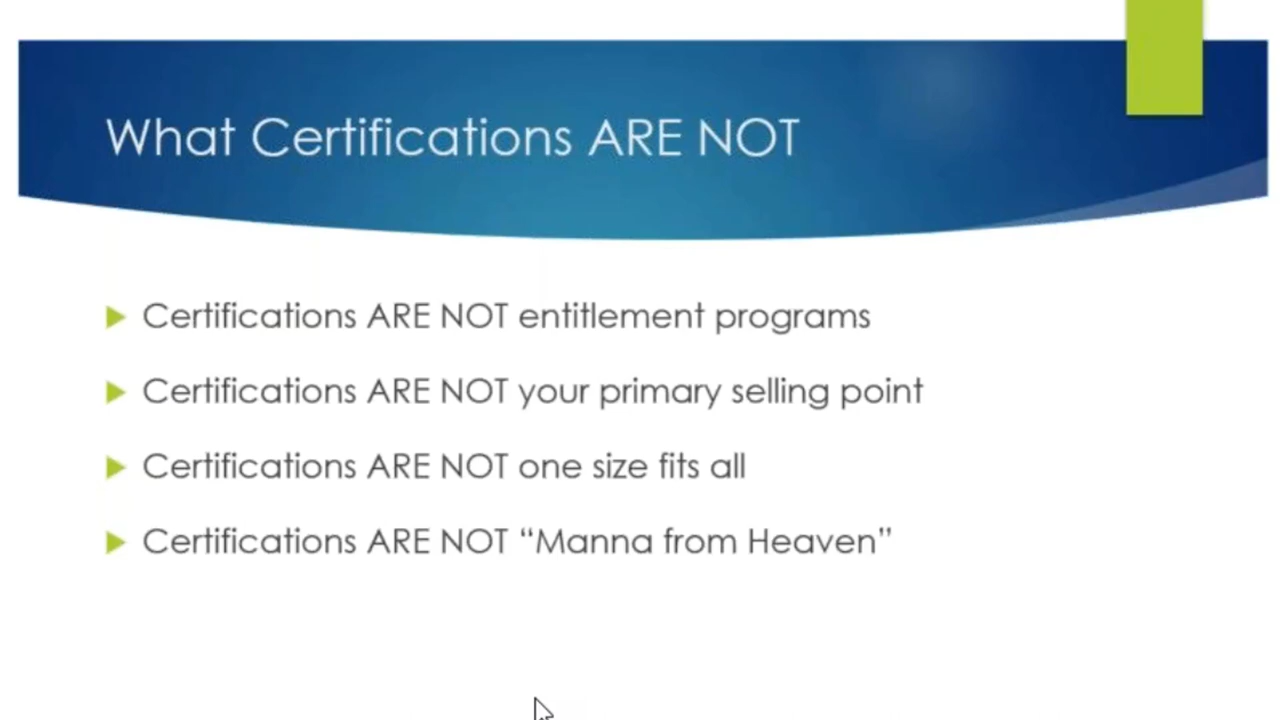 What Certifications ARE NOT
Certifications ARE NOT entitlement programs
Certifications ARE NOT your primary selling point
Certifications ARE NOT one size fits all
Certifications ARE NOT “Manna from Heaven”